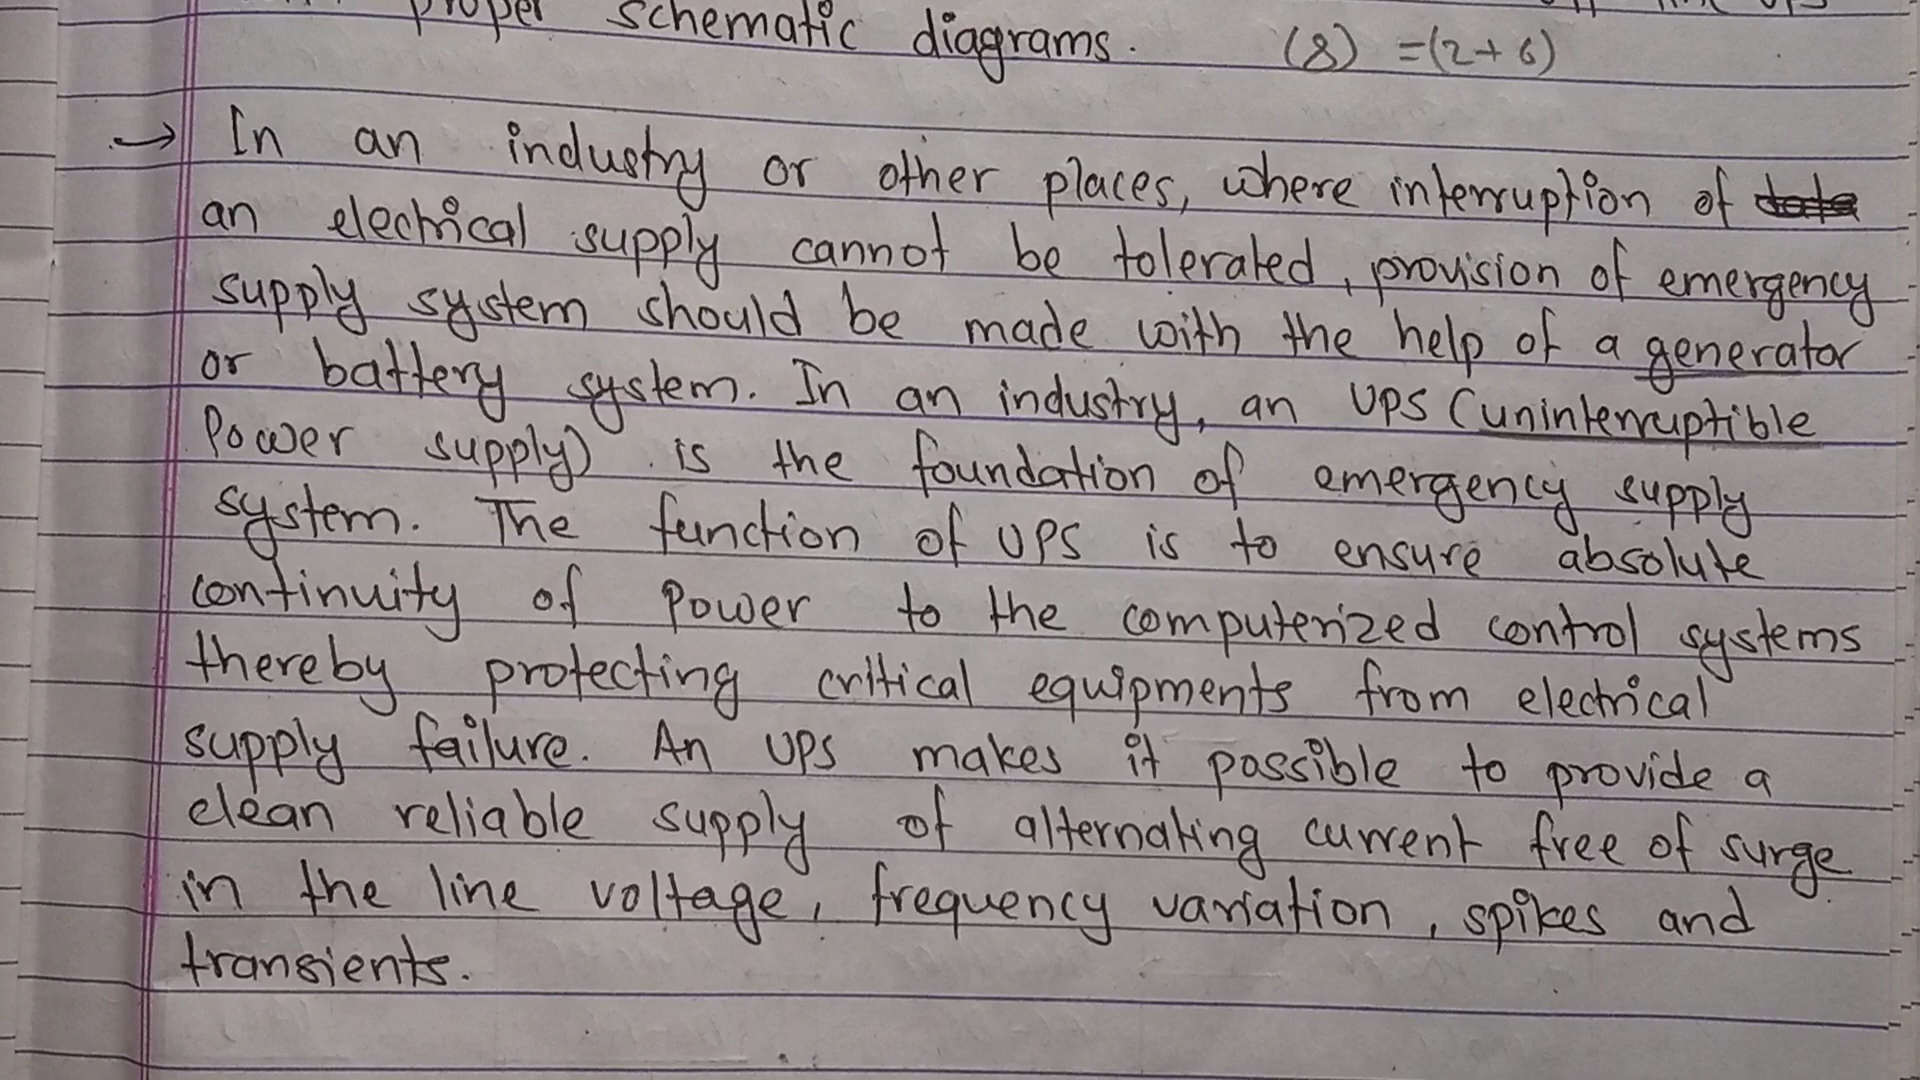 proper schematic diagrams. (8) =(2+6)
→ In an industry or other places, where interruption of
an electrical supply cannot be tolerated, provision of emergency
supply system should be made with the help of a generator
or battery system. In an industry, an UPS (uninterruptible
Power supply) is the foundation of emergency supply
system. The function of UPS is to ensure absolute
continuity of power to the computerized control systems
thereby protecting critical equipments from electrical
supply failure. An UPS makes it possible to provide a
clean reliable supply of alternating current free of surge
in the line voltage, frequency variation, spikes and
transients.